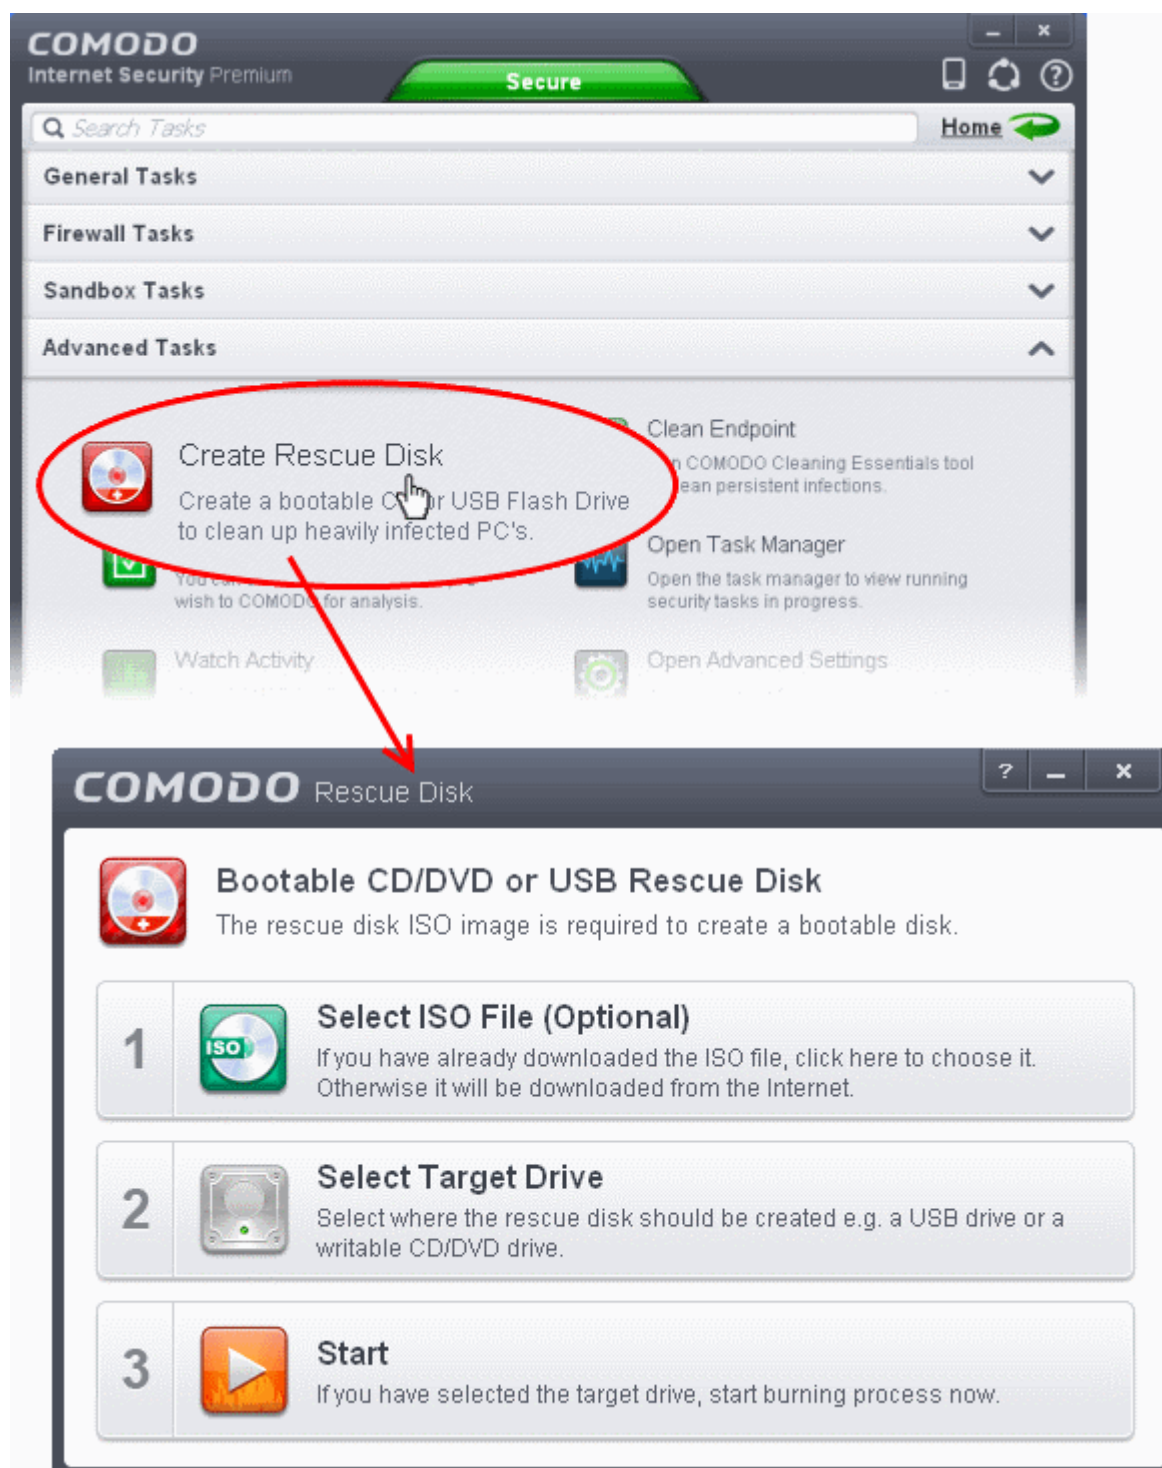 COMODO
Internet Security Premium
Secure
Search Tasks
Home
General Tasks
Firewall Tasks
Sandbox Tasks
Advanced Tasks
Create Rescue Disk
Create a bootable or USB Flash Drive
to clean up heavily infected PC's.
Clean Endpoint
COMODO Cleaning Essentials tool
persistent infections.
You can
wish to COMODO for analysis.
Open Task Manager
Open the task manager to view running
security tasks in progress.
Watch Activity
Open Advanced Settings
COMODO Rescue Disk
Bootable CD/DVD or USB Rescue Disk
The rescue disk ISO image is required to create a bootable disk.
1
ISO
Select ISO File (Optional)
If you have already downloaded the ISO file, click here to choose it.
Otherwise it will be downloaded from the Internet.
2
Select Target Drive
Select where the rescue disk should be created e.g. a USB drive or a
writable CD/DVD drive.
3
Start
If you have selected the target drive, start burning process now.